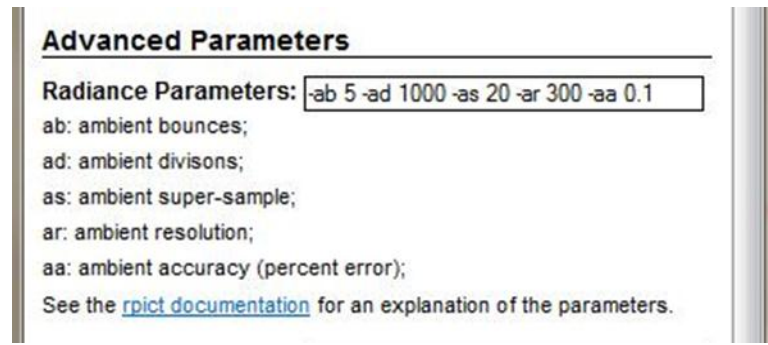 Advanced Parameters
Radiance Parameters: -ab 5 -ad 1000 -as 20 -ar 300 -aa 0.1
ab: ambient bounces;
ad: ambient divisons;
as: ambient super-sample;
ar: ambient resolution;
aa: ambient accuracy (percent error);
See the rpict documentation for an explanation of the parameters.